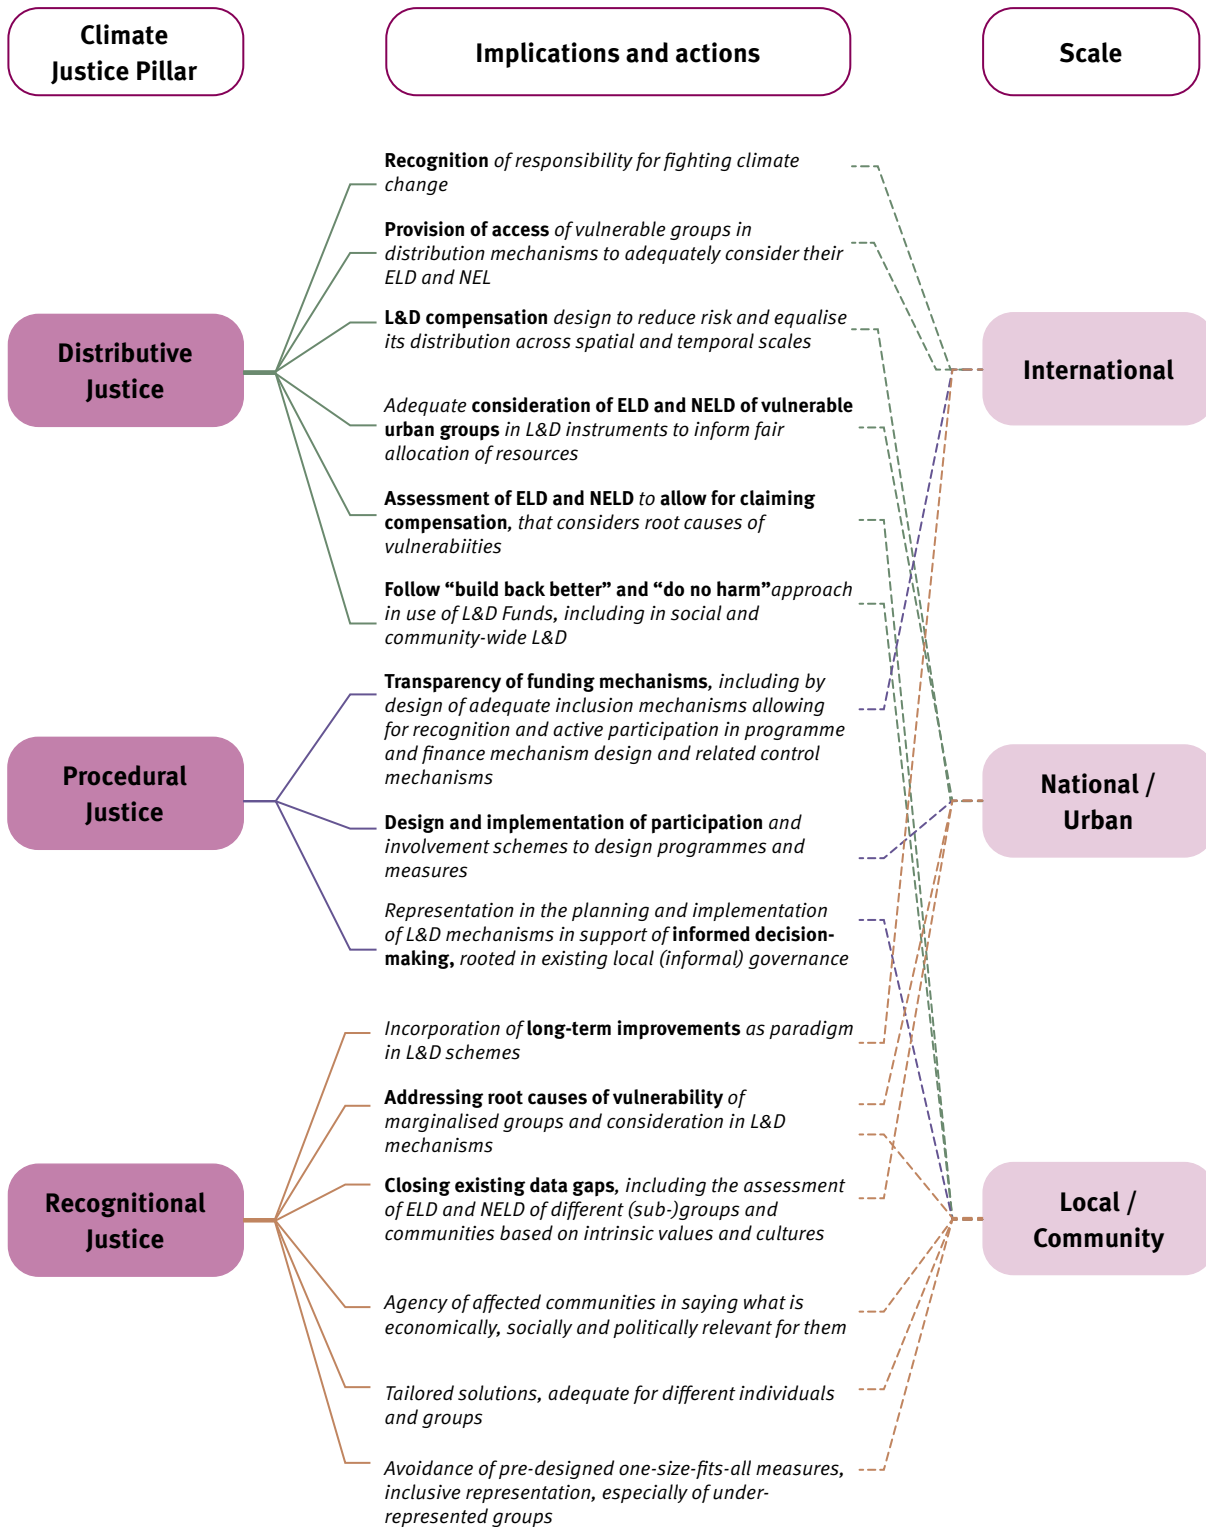 Climate
Justice Pillar
Implications and actions
Scale
Distributive
Justice
Recognition of responsibility for fighting climate
change
Provision of access of vulnerable groups in
distribution mechanisms to adequately consider their
ELD and NEL
L&D compensation design to reduce risk and equalise
its distribution across spatial and temporal scales
Adequate consideration of ELD and NELD of vulnerable
urban groups in L&D instruments to inform fair
allocation of resources
Assessment of ELD and NELD to allow for claiming
compensation, that considers root causes of
vulnerabiities
Follow “build back better” and “do no harm”approach
in use of L&D Funds, including in social and
community-wide L&D
International
Procedural
Justice
Transparency of funding mechanisms, including by
design of adequate inclusion mechanisms allowing
for recognition and active participation in programme
and finance mechanism design and related control
mechanisms
Design and implementation of participation and
involvement schemes to design programmes and
measures
Representation in the planning and implementation
of L&D mechanisms in support of informed decision-
making, rooted in existing local (informal) governance
National /
Urban
Recognitional
Justice
Incorporation of long-term improvements as paradigm
in L&D schemes
Addressing root causes of vulnerability of
marginalised groups and consideration in L&D
mechanisms
Closing existing data gaps, including the assessment
of ELD and NELD of different (sub-)groups and
communities based on intrinsic values and cultures
Agency of affected communities in saying what is
economically, socially and politically relevant for them
Tailored solutions, adequate for different individuals
and groups
Avoidance of pre-designed one-size-fits-all measures,
inclusive representation, especially of under-
represented groups
Local /
Community